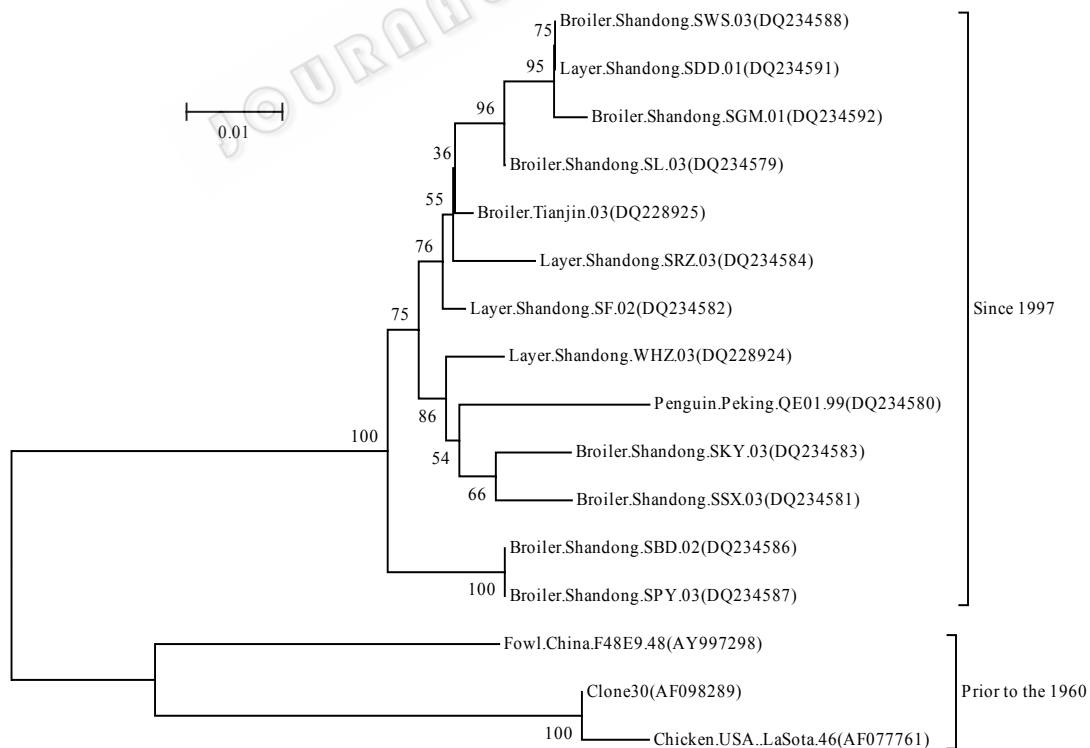 JOURNA
Broiler.Shandong.SWS.03(DQ234588)
75
95
Layer.Shandong.SDD.01(DQ234591)
96
Broiler.Shandong.SGM.01(DQ234592)
0.01
36
Broiler.Shandong.SL.03(DQ234579)
55
Broiler.Tianjin.03(DQ228925)
76
Layer.Shandong.SRZ.03(DQ234584)
75
Layer.Shandong.SF.02(DQ234582)
Since 1997
Layer.Shandong.WHZ.03(DQ228924)
86
Penguin.Peking.QE01.99(DQ234580)
100
54
Broiler.Shandong.SKY.03(DQ234583)
66
Broiler.Shandong.SSX.03(DQ234581)
Broiler.Shandong.SBD.02(DQ234586)
100
Broiler.Shandong.SPY.03(DQ234587)
Fowl.China.F48E9.48(AY997298)
Clone30(AF098289)
Prior to the 1960
100
Chicken.USA..LaSota.46(AF077761)